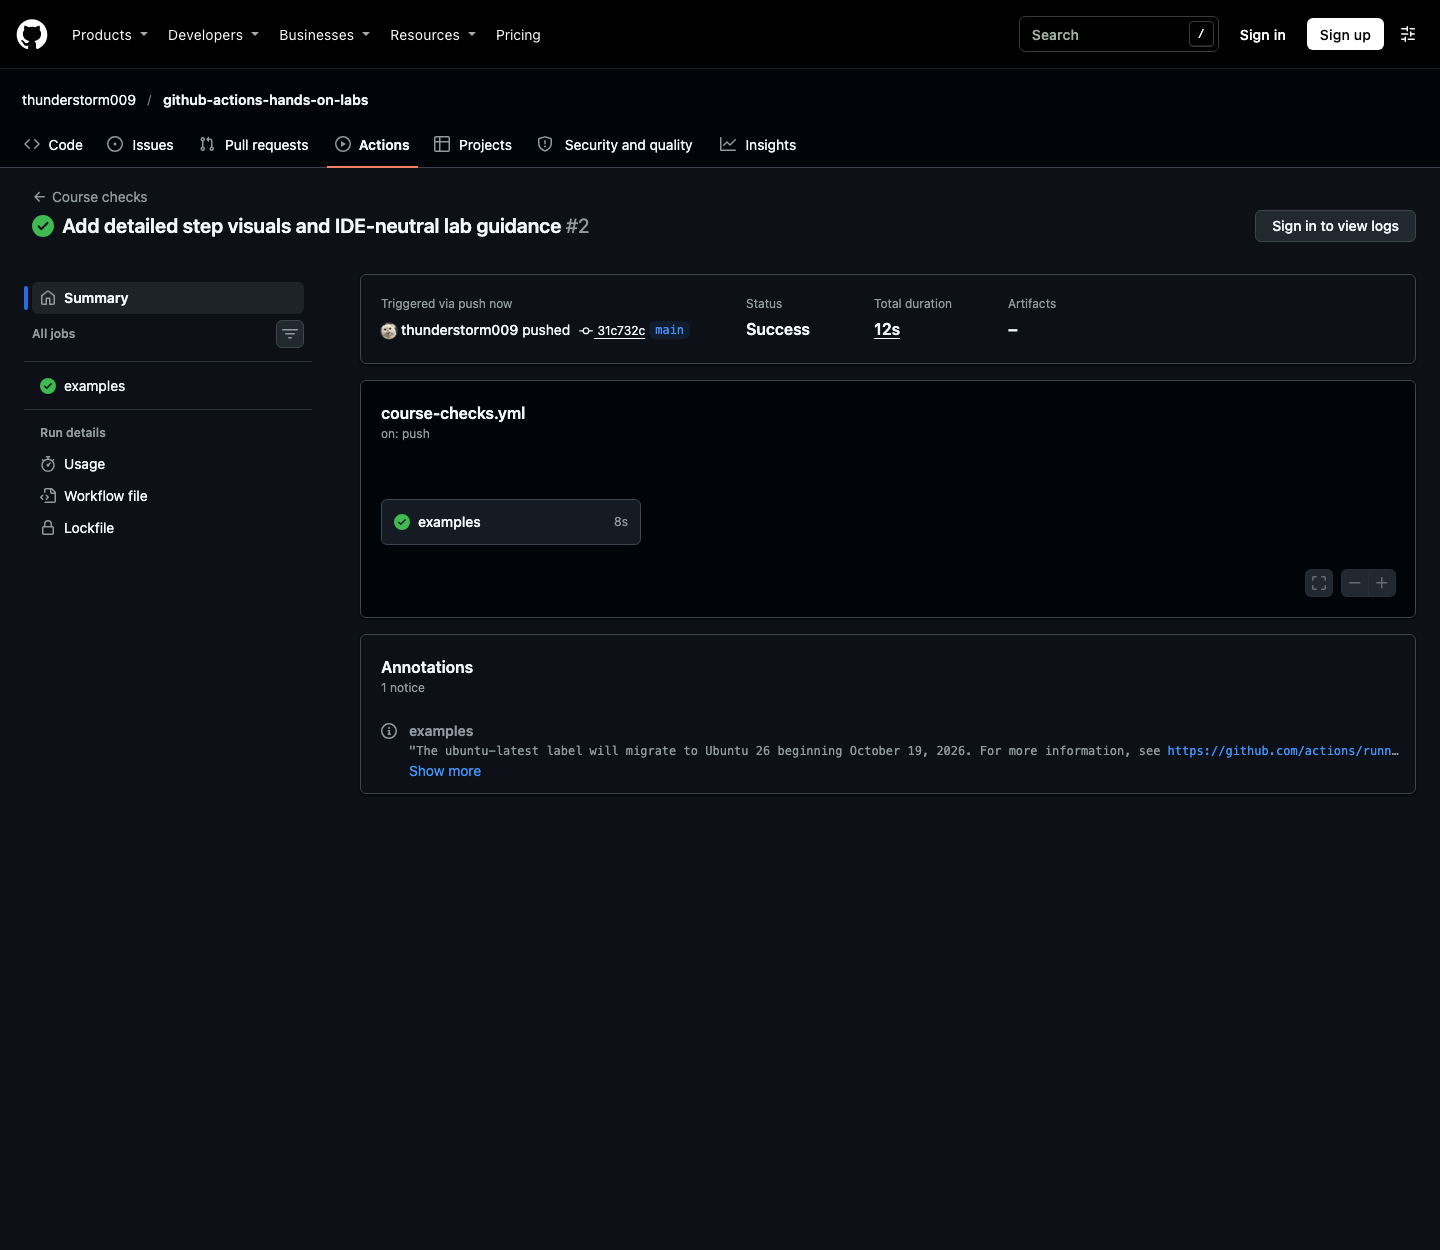 Products Developers Businesses Resources Pricing Search / Sign in Sign up
thunderstorm009 / github-actions-hands-on-labs
Code Issues Pull requests Actions Projects Security and quality Insights
Course checks
Add detailed step visuals and IDE-neutral lab guidance #2
Sign in to view logs
Summary
All jobs
examples
Run details
Usage
Workflow file
Lockfile
Triggered via push now
thunderstorm009 pushed 31c732c main
Status
Success
Total duration
12s
Artifacts
–
course-checks.yml
on: push
examples 8s
Annotations
1 notice
examples
"The ubuntu-latest label will migrate to Ubuntu 26 beginning October 19, 2026. For more information, see https://github.com/actions/runn…
Show more